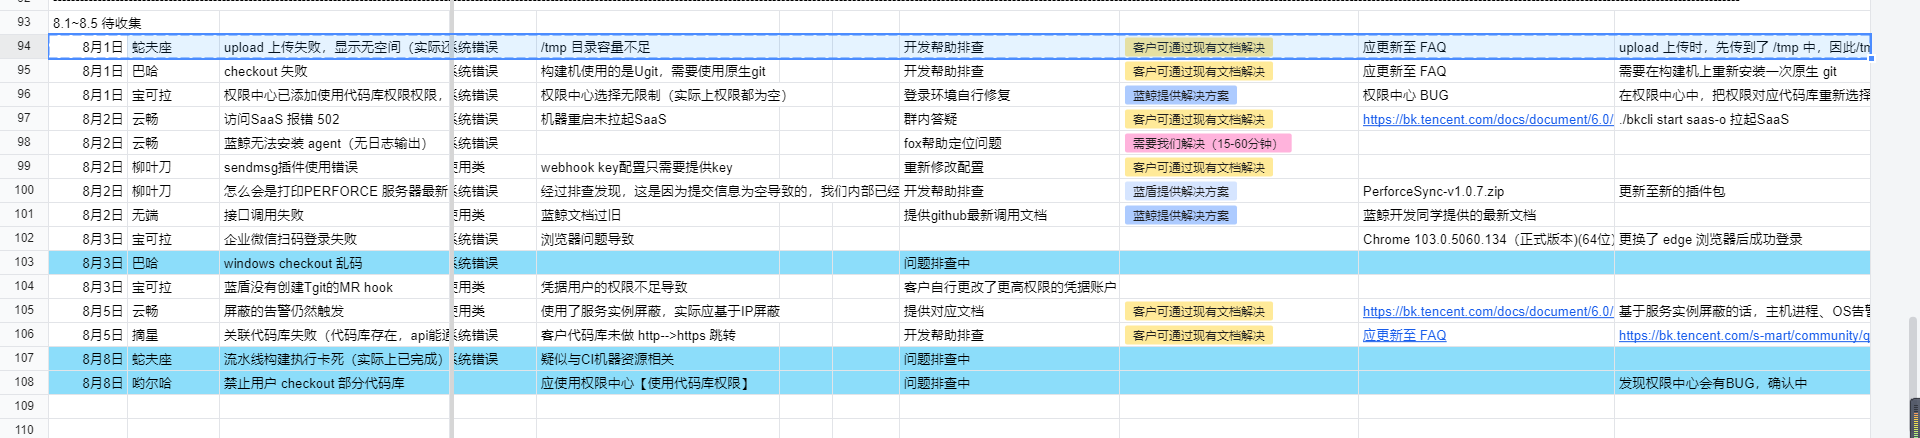 93 8.1~8.5 待收集
94 8月1日 蛇夫座 upload 上传失败，显示无空间（实际还 系统错误 /tmp 目录容量不足 开发帮助排查 客户可通过现有文档解决 应更新至 FAQ upload 上传时，先传到了 /tmp 中，因此/tm
95 8月1日 巴哈 checkout 失败 系统错误 构建机使用的是Ugit，需要使用原生git 开发帮助排查 客户可通过现有文档解决 应更新至 FAQ 需要在构建机上重新安装一次原生 git
96 8月1日 宝可拉 权限中心已添加使用代码库权限权限， 系统错误 权限中心选择无限制（实际上权限都为空） 登录环境自行修复 蓝鲸提供解决方案 权限中心 BUG 在权限中心中，把权限对应代码库重新选择
97 8月2日 云畅 访问SaaS 报错 502 系统错误 机器重启未拉起SaaS 群内答疑 客户可通过现有文档解决 https://bk.tencent.com/docs/document/6.0/ ./bkcli start saas-o 拉起SaaS
98 8月2日 云畅 蓝鲸无法安装 agent（无日志输出） 系统错误 fox帮助定位问题 需要我们解决（15-60分钟）
99 8月2日 柳叶刀 sendmsg插件使用错误 使用类 webhook key配置只需要提供key 重新修改配置 客户可通过现有文档解决
100 8月2日 柳叶刀 怎么会是打印PERFORCE 服务器最新 系统错误 经过排查发现，这是因为提交信息为空导致的，我们内部已经 开发帮助排查 蓝盾提供解决方案 PerforceSync-v1.0.7.zip 更新至新的插件包
101 8月2日 无端 接口调用失败 使用类 蓝鲸文档过旧 提供github最新调用文档 蓝鲸提供解决方案 蓝鲸开发同学提供的最新文档
102 8月3日 宝可拉 企业微信扫码登录失败 系统错误 浏览器问题导致 Chrome 103.0.5060.134（正式版本)(64位) 更换了 edge 浏览器后成功登录
103 8月3日 巴哈 windows checkout 乱码 系统错误 问题排查中
104 8月3日 宝可拉 蓝盾没有创建Tgit的MR hook 使用类 凭据用户的权限不足导致 客户自行更改了更高权限的凭据账户
105 8月5日 云畅 屏蔽的告警仍然触发 使用类 使用了服务实例屏蔽，实际应基于IP屏蔽 提供对应文档 客户可通过现有文档解决 https://bk.tencent.com/docs/document/6.0/ 基于服务实例屏蔽的话，主机进程、OS告警
106 8月5日 摘星 关联代码库失败（代码库存在，api能通 系统错误 客户代码库未做 http-->https 跳转 开发帮助排查 客户可通过现有文档解决 应更新至 FAQ https://bk.tencent.com/s-mart/community/q
107 8月8日 蛇夫座 流水线构建执行卡死（实际上已完成） 系统错误 疑似与CI机器资源相关 问题排查中
108 8月8日 哟尔哈 禁止用户 checkout 部分代码库 应使用权限中心【使用代码库权限】 问题排查中 发现权限中心会有BUG，确认中
109
110